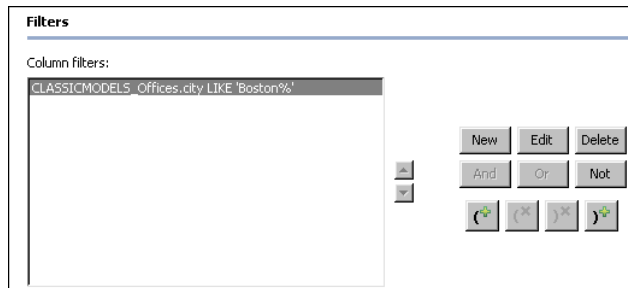 Filters
Column filters:
CLASSICMODELS_Offices.city LIKE 'Boston%'
New Edit Delete
And Or Not
( ( ) )